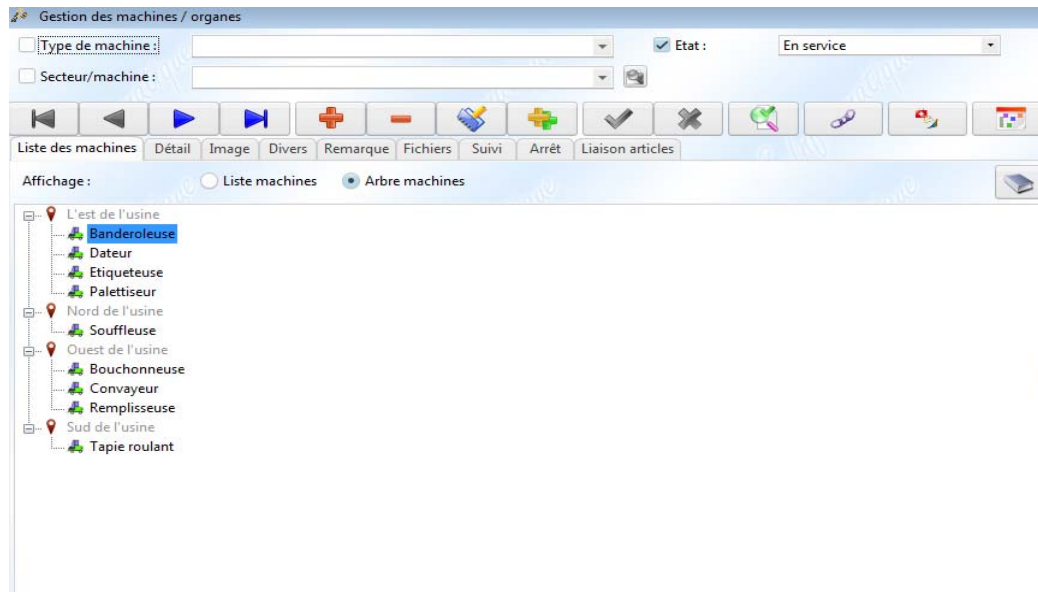 Gestion des machines / organes
Type de machine : Etat : En service
Secteur/machine :
Liste des machines Détail Image Divers Remarque Fichiers Suivi Arrêt Liaison articles
Affichage : Liste machines Arbre machines
L'est de l'usine
Banderoleuse
Dateur
Etiqueteuse
Palettiseur
Nord de l'usine
Souffleuse
Ouest de l'usine
Bouchonneuse
Convayeur
Remplisseuse
Sud de l'usine
Tapie roulant